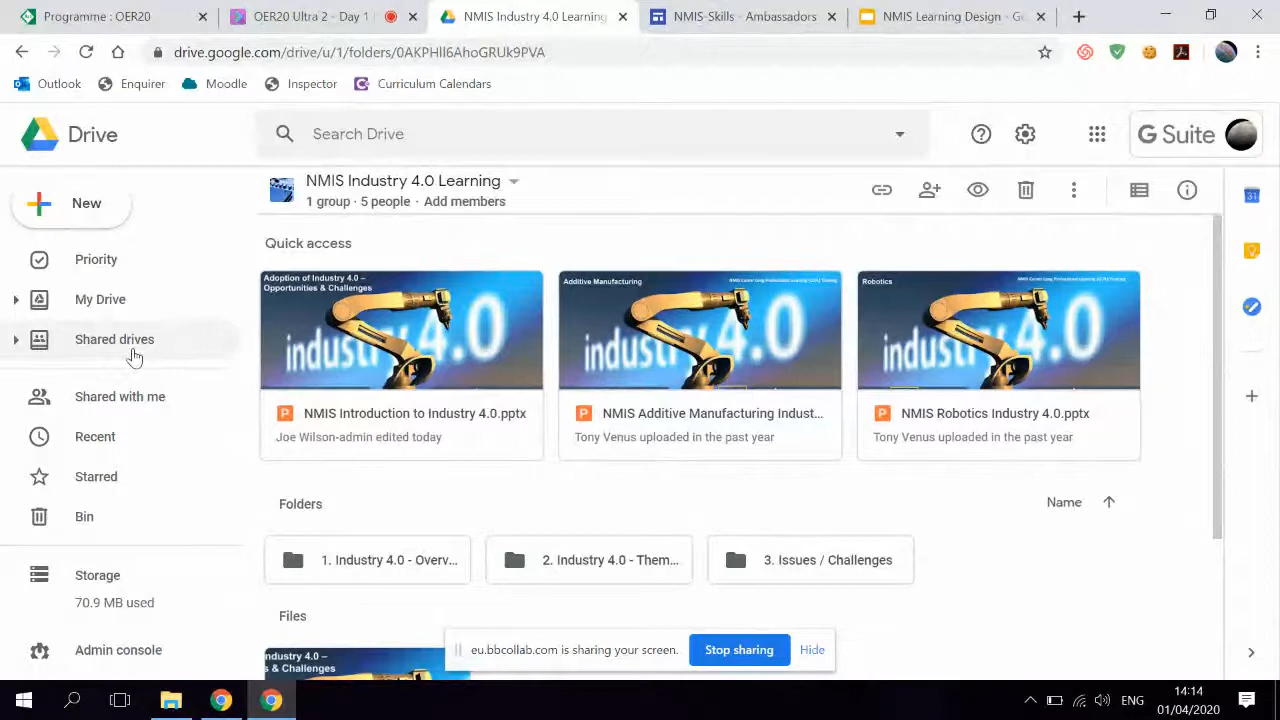 Programme : OER20
OER20 Ultra 2 - Day 1
NMIS Industry 4.0 Learning
NMIS Skills Ambassadors
NMIS Learning Design - Go
drive.google.com/drive/u/1/folders/0AKPHll6AhoGRUk9PVA
Outlook
Enquirer
Moodle
Inspector
Curriculum Calendars
Drive
Search Drive
G Suite
New
NMIS Industry 4.0 Learning
1 group · 5 people · Add members
Priority
My Drive
Shared drives
Shared with me
Recent
Starred
Bin
Storage
70.9 MB used
Admin console
Quick access
Adoption of Industry 4.0 –
Opportunities & Challenges
industry 4.0
NMIS Introduction to Industry 4.0.pptx
Joe Wilson-admin edited today
Additive Manufacturing
industry 4.0
NMIS Additive Manufacturing Indust...
Tony Venus uploaded in the past year
Robotics
industry 4.0
NMIS Robotics Industry 4.0.pptx
Tony Venus uploaded in the past year
Folders
Name
1. Industry 4.0 - Overv...
2. Industry 4.0 - Them...
3. Issues / Challenges
Files
ndustry 4.0 –
s & Challenges
eu.bbcollab.com is sharing your screen.
Stop sharing
Hide
31
ENG
14:14
01/04/2020